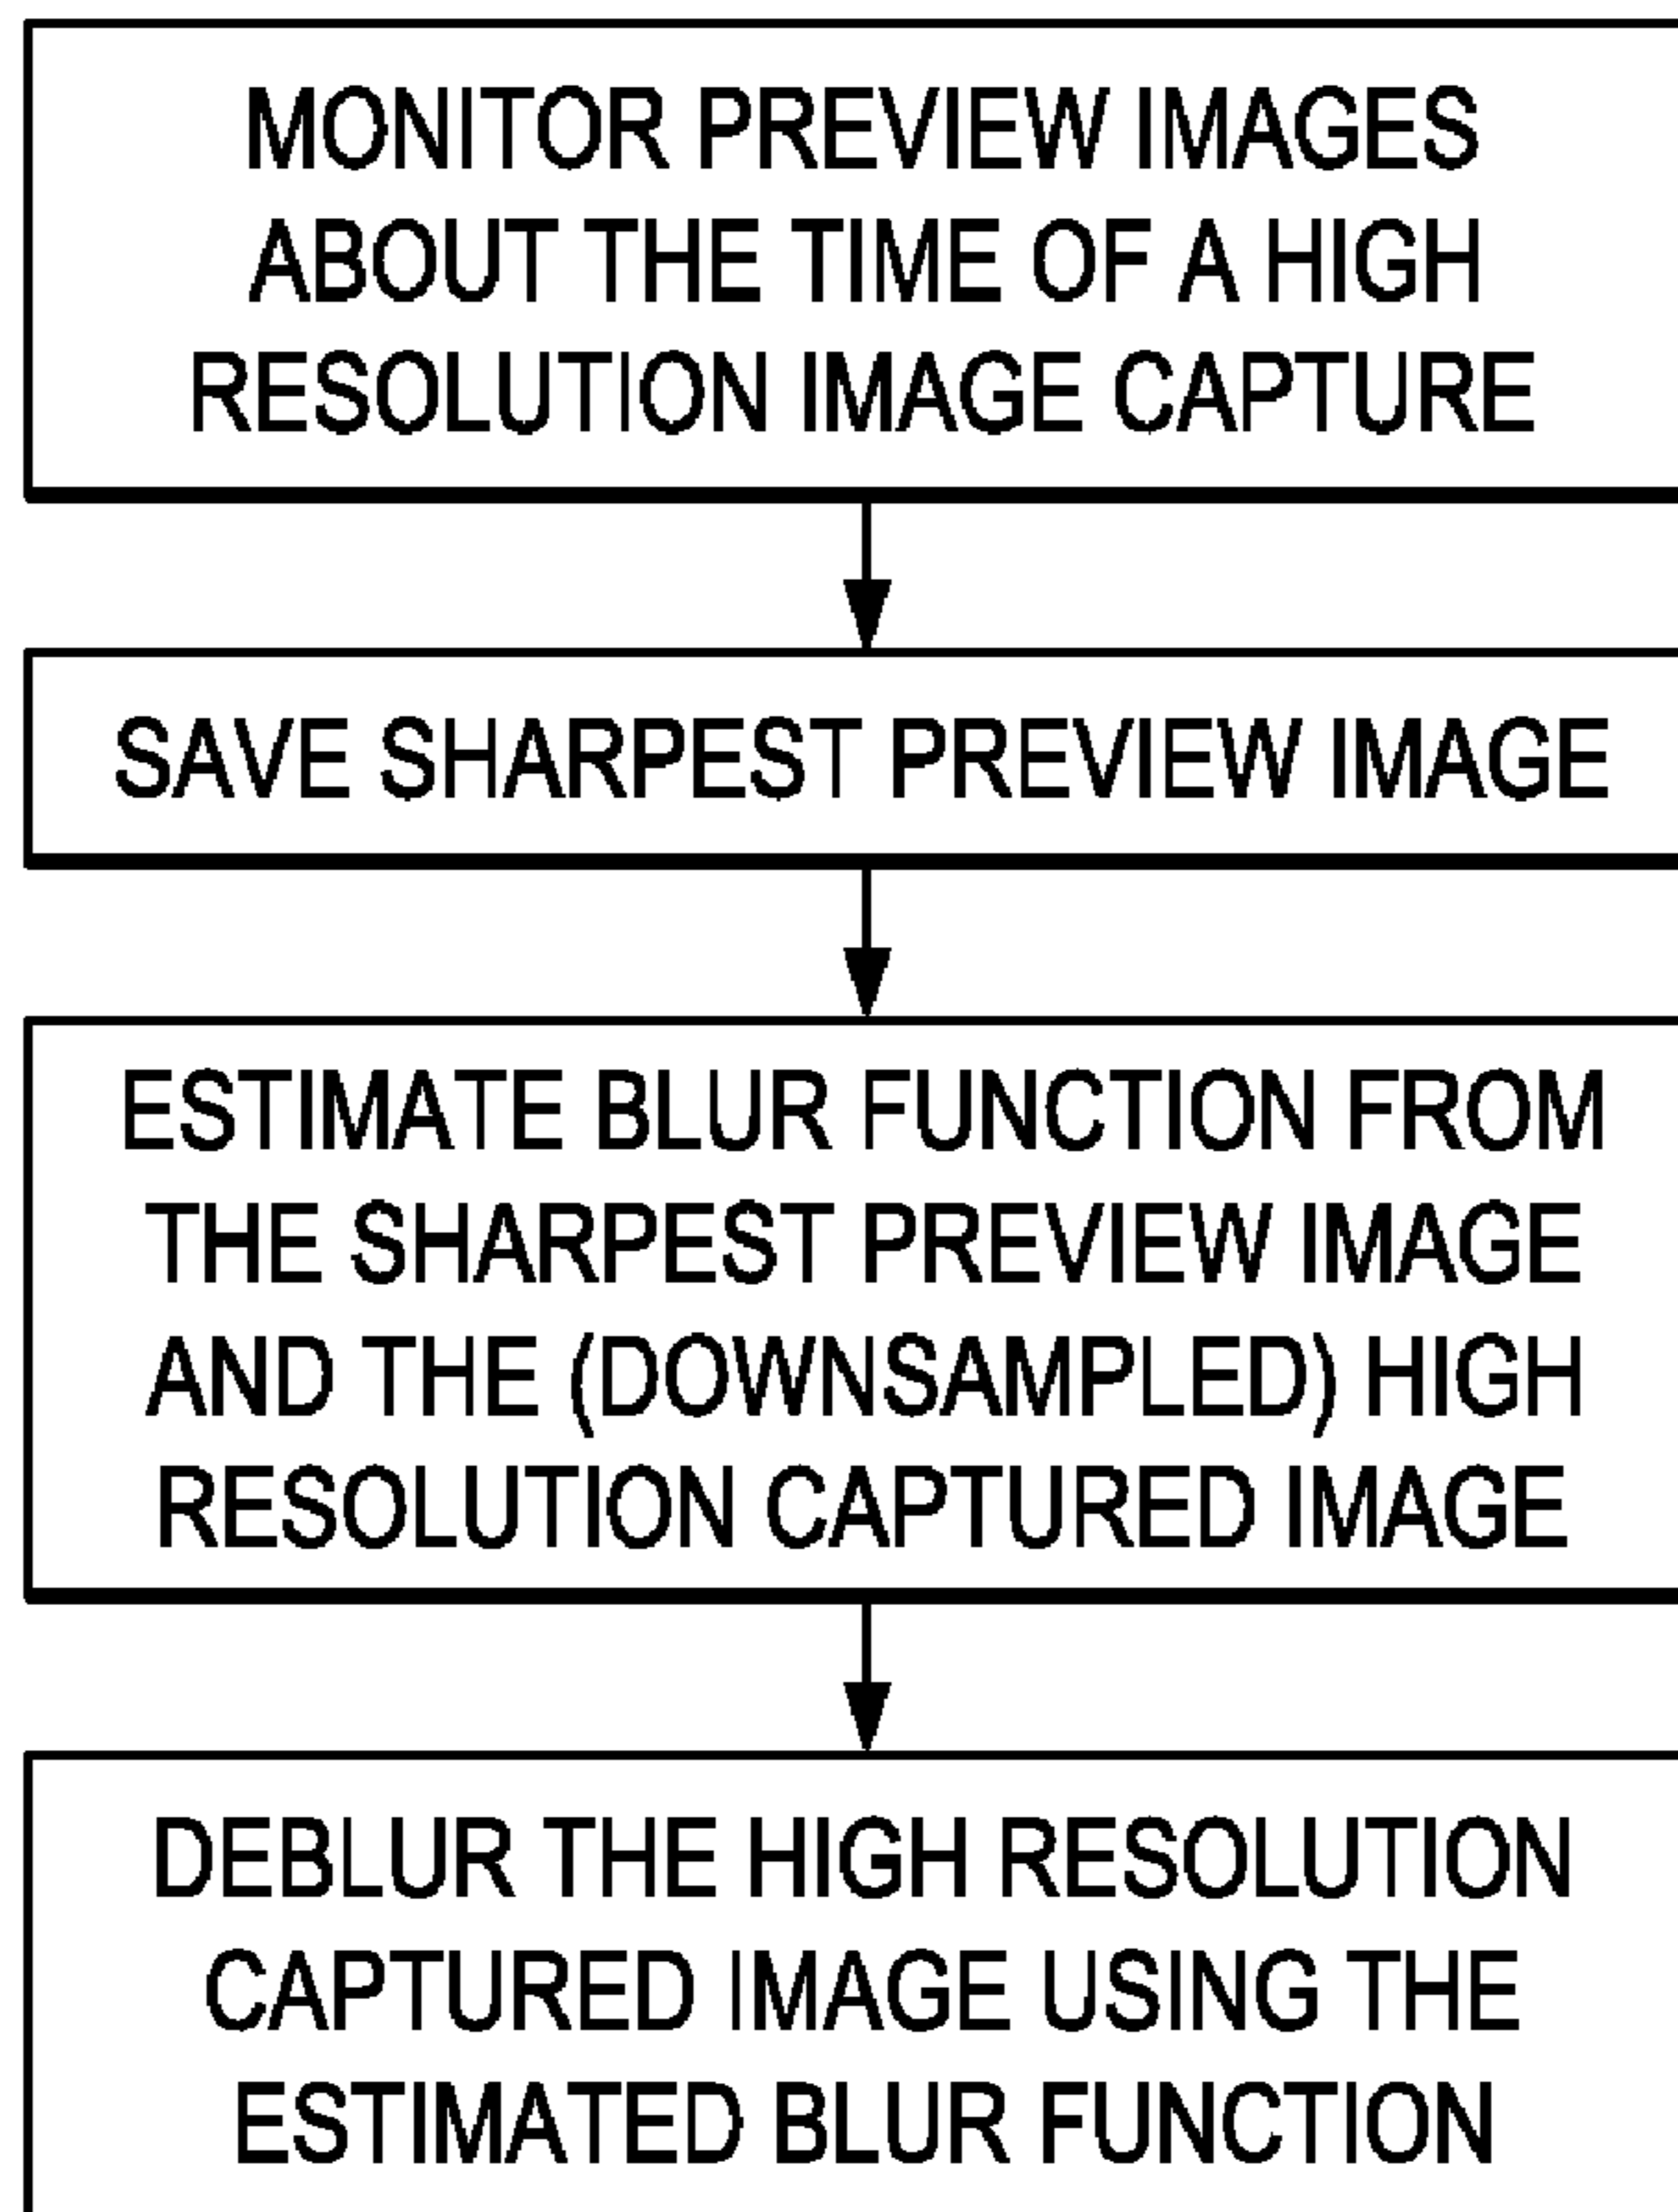 MONITOR PREVIEW IMAGES
ABOUT THE TIME OF A HIGH
RESOLUTION IMAGE CAPTURE
SAVE SHARPEST PREVIEW IMAGE
ESTIMATE BLUR FUNCTION FROM
THE SHARPEST PREVIEW IMAGE
AND THE (DOWNSAMPLED) HIGH
RESOLUTION CAPTURED IMAGE
DEBLUR THE HIGH RESOLUTION
CAPTURED IMAGE USING THE
ESTIMATED BLUR FUNCTION